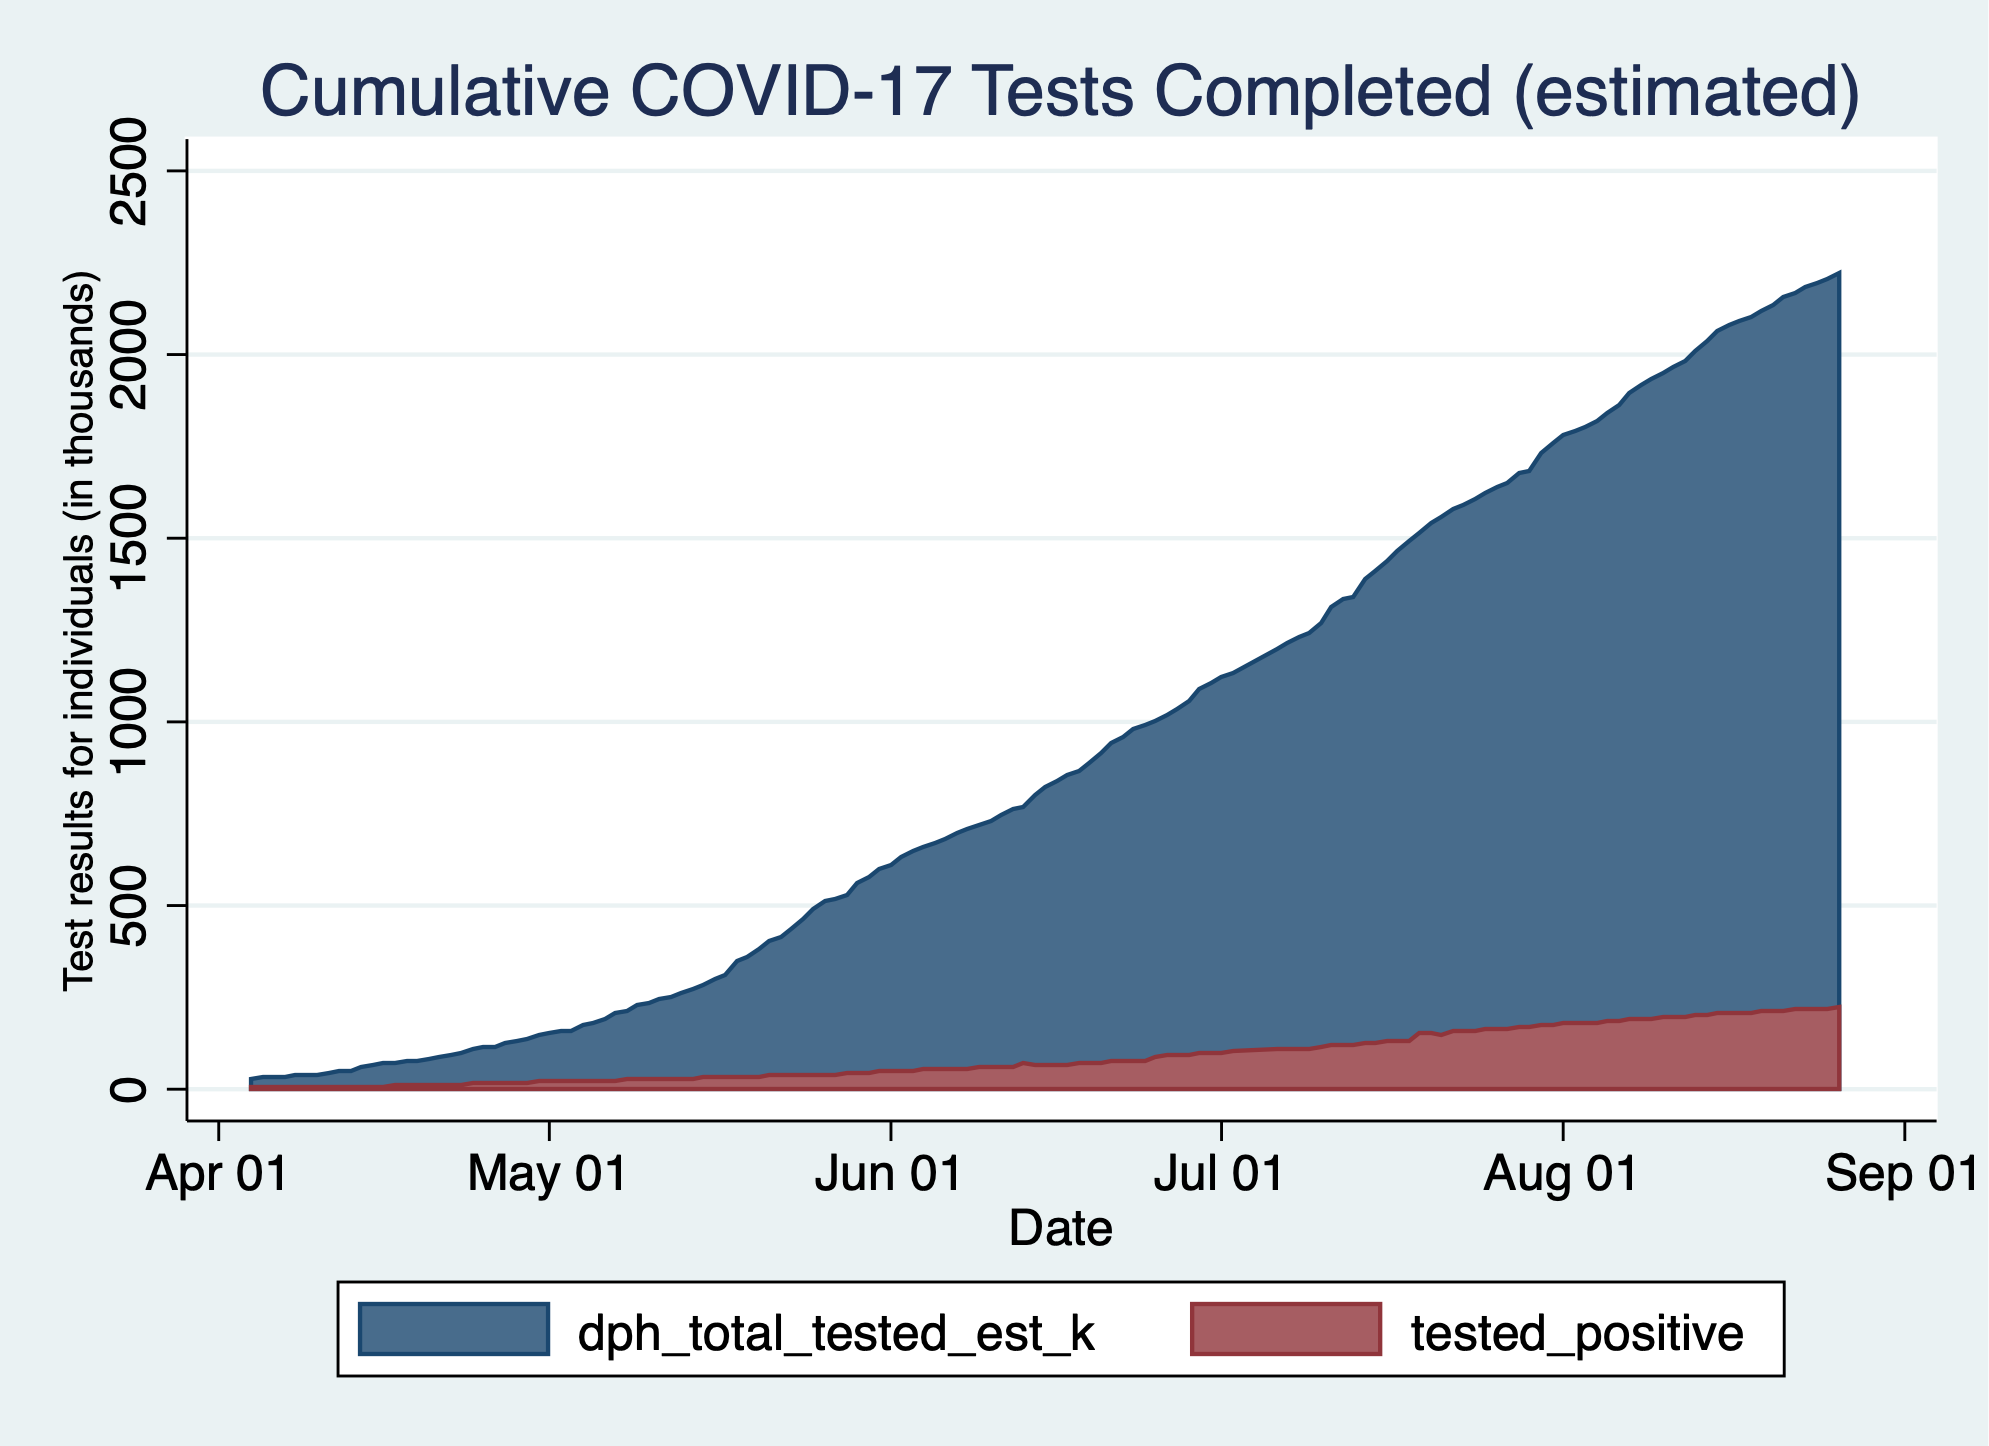 Cumulative COVID-17 Tests Completed (estimated)
Test results for individuals (in thousands)
2500
2000
1500
1000
500
0
Apr 01
May 01
Jun 01
Jul 01
Aug 01
Sep 01
Date
dph_total_tested_est_k
tested_positive